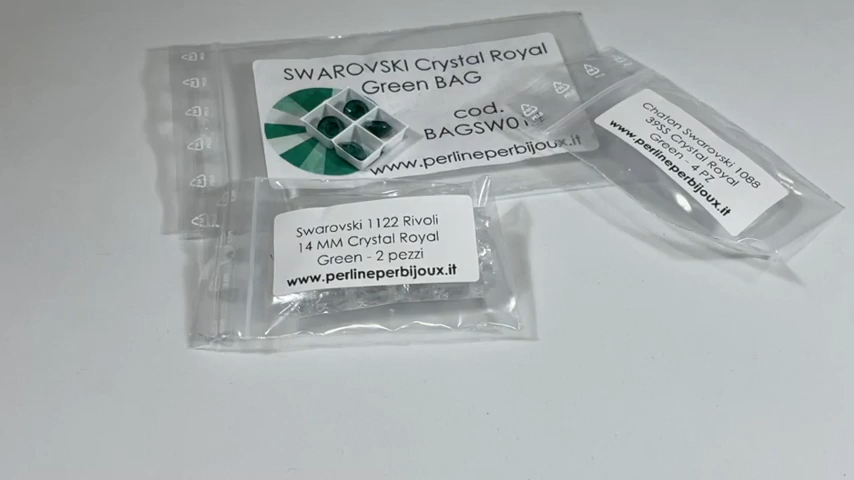 SWAROVSKI Crystal Royal
Green BAG
cod.
www.perlineperbijoux.it
Chaton Swarovski 1088
39SS Crystal Royal
Green - 4 PZ
www.perlineperbijoux.it
Swarovski 1122 Rivoli
14 MM Crystal Royal
Green - 2 pezzi
www.perlineperbijoux.it